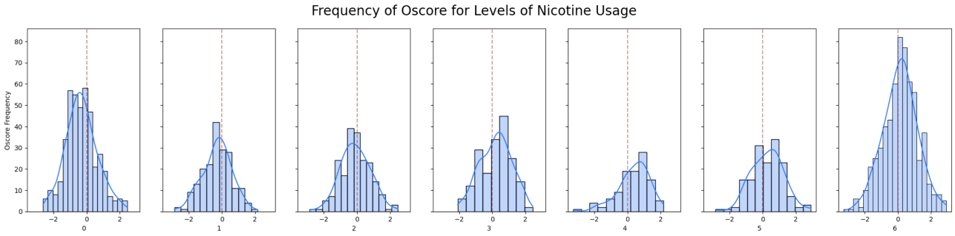 Frequency of Oscore for Levels of Nicotine Usage
80
70
60
50
40
30
20
10
0
Oscore Frequency
−2 0 2 −2 0 2 −2 0 2 −2 0 2 −2 0 2 −2 0 2 −2 0 2
0 1 2 3 4 5 6